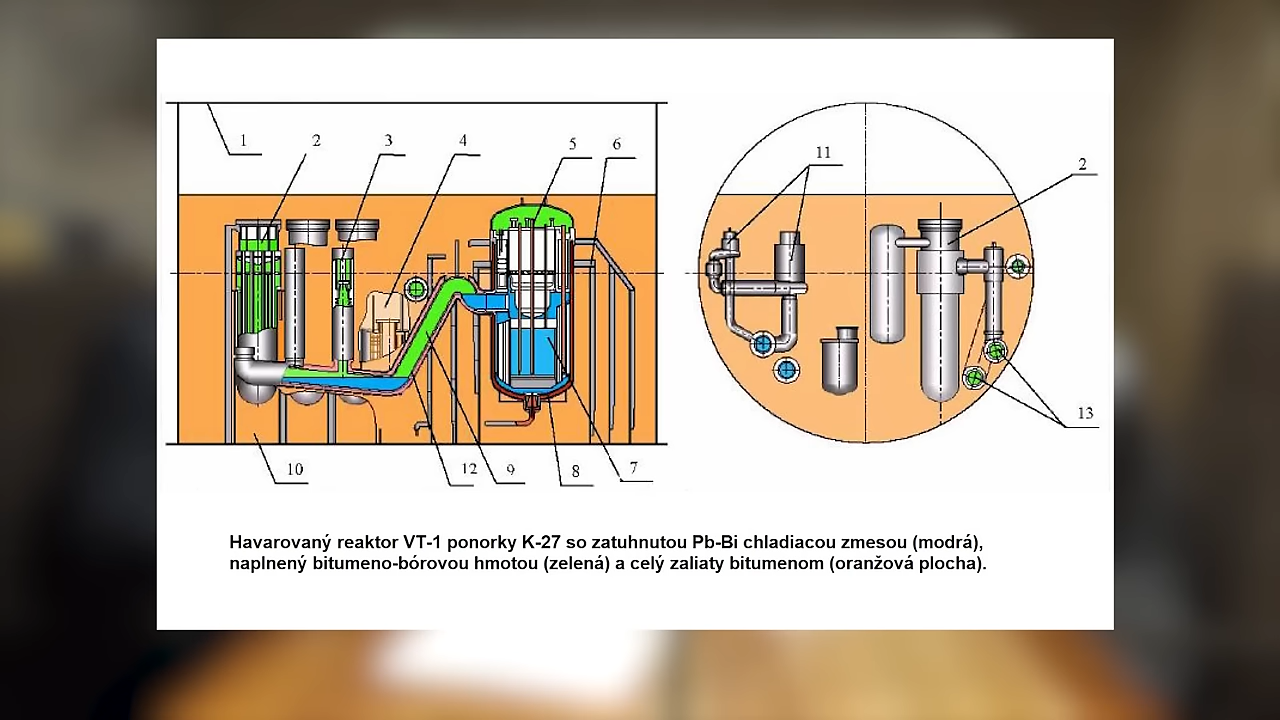 1 2 3 4 5 6
11 2
13
10 12 9 8 7
Havarovaný reaktor VT-1 ponorky K-27 so zatuhnutou Pb-Bi chladiacou zmesou (modrá),
naplnený bitumeno-bórovou hmotou (zelená) a celý zaliaty bitumenom (oranžová plocha).